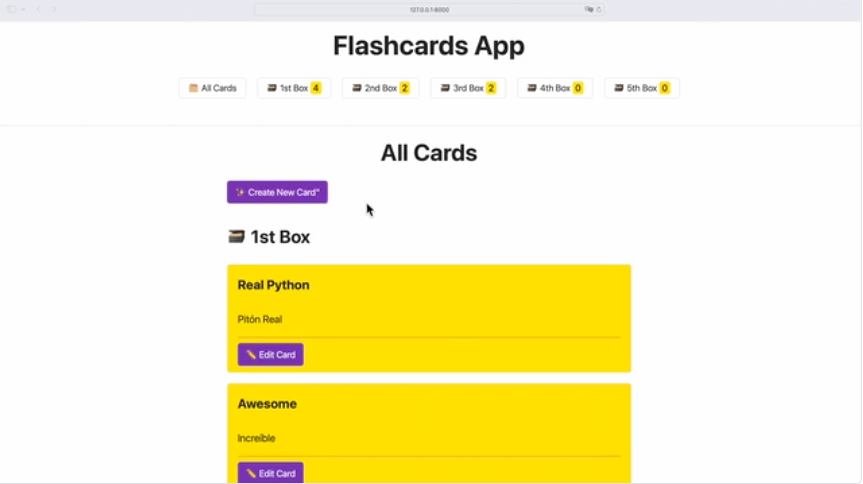 127.0.0.1:8000
Flashcards App
All Cards 1st Box 4 2nd Box 2 3rd Box 2 4th Box 0 5th Box 0
All Cards
Create New Card"
1st Box
Real Python
Pitón Real
Edit Card
Awesome
Increíble
Edit Card